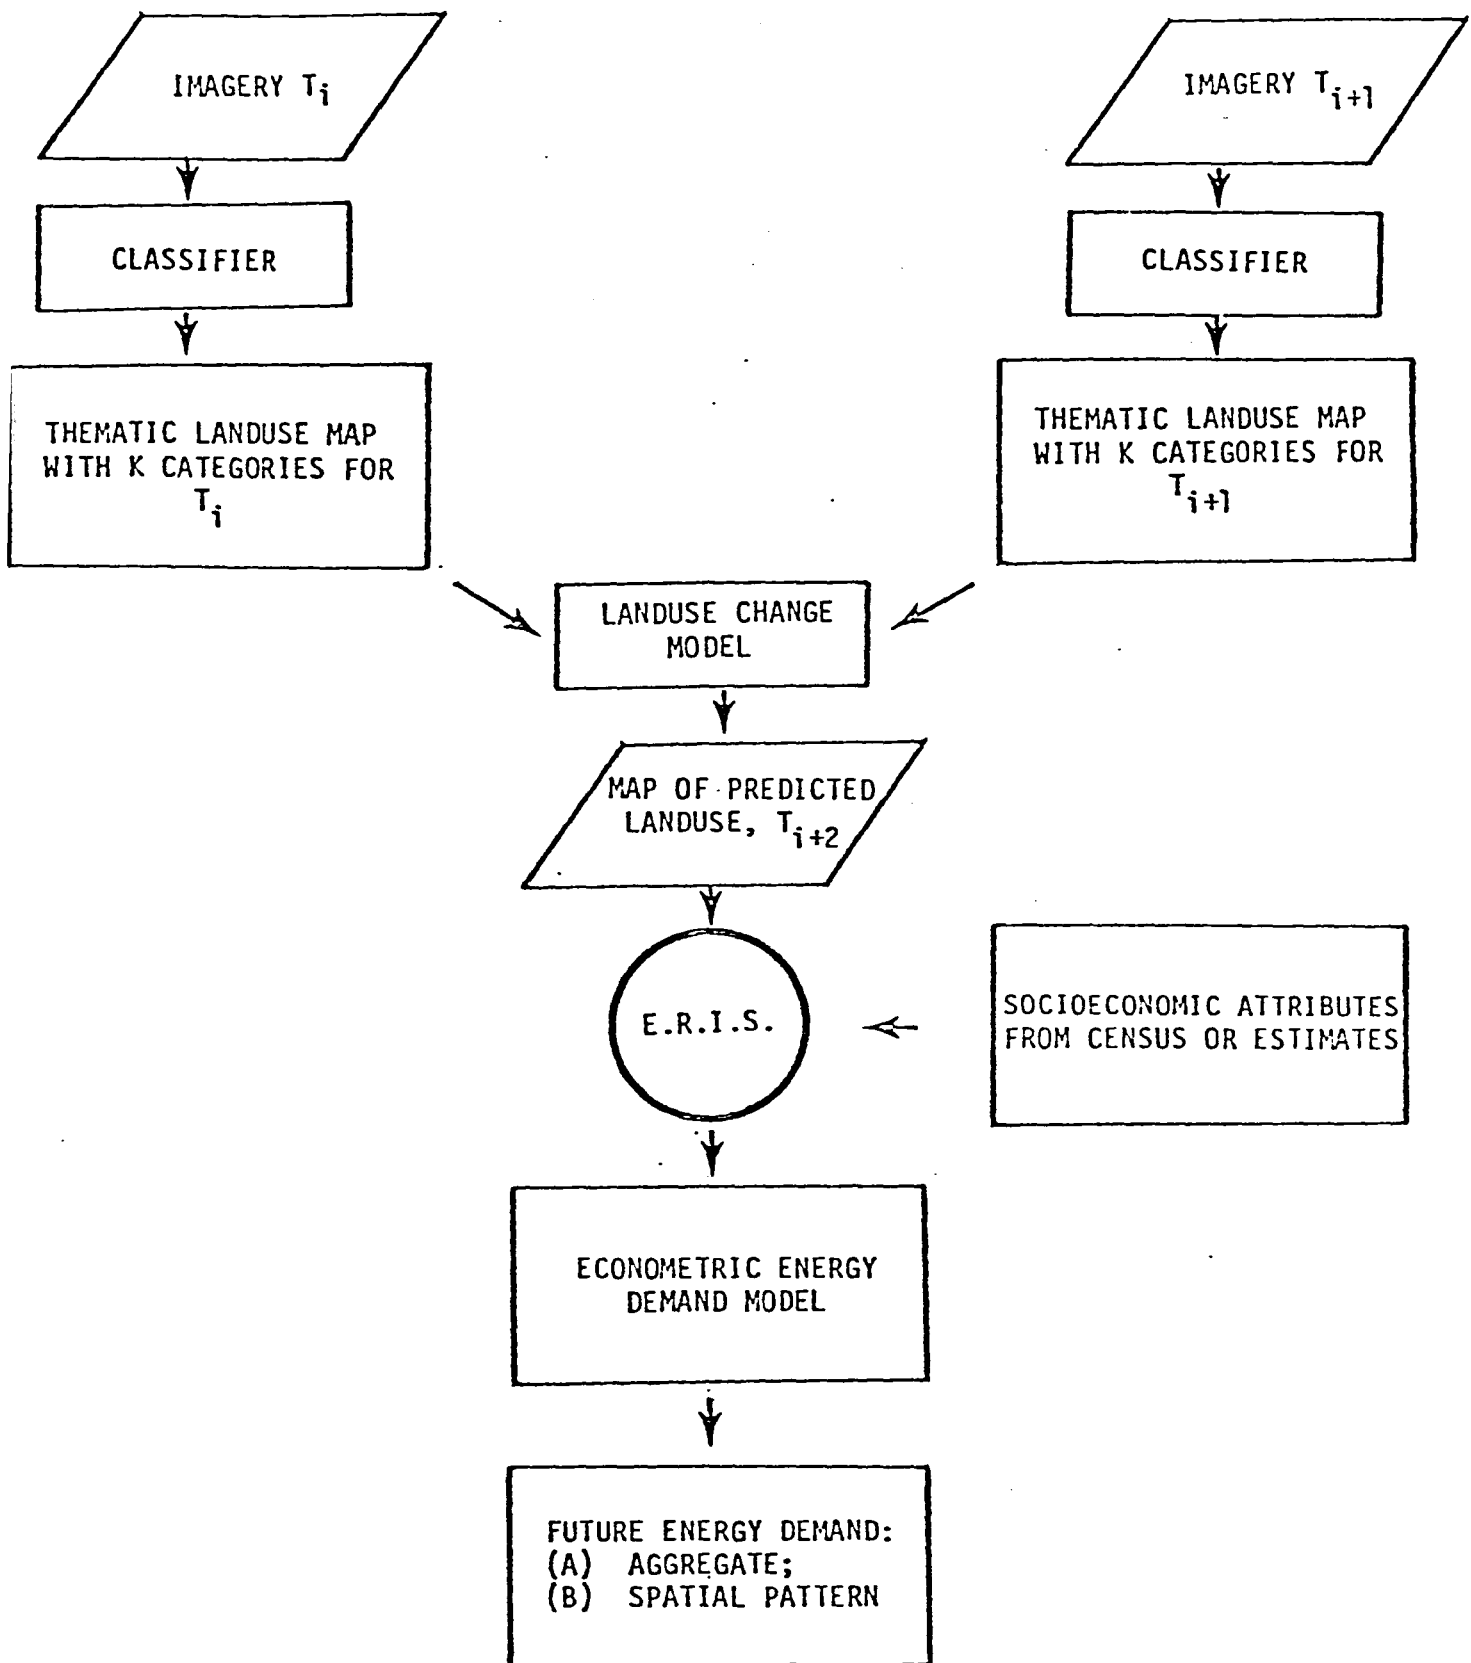 IMAGERY Ti
IMAGERY Ti+1
CLASSIFIER
CLASSIFIER
THEMATIC LANDUSE MAP
WITH K CATEGORIES FOR
Ti
THEMATIC LANDUSE MAP
WITH K CATEGORIES FOR
Ti+1
LANDUSE CHANGE
MODEL
MAP OF PREDICTED
LANDUSE, Ti+2
E.R.I.S.
SOCIOECONOMIC ATTRIBUTES
FROM CENSUS OR ESTIMATES
ECONOMETRIC ENERGY
DEMAND MODEL
FUTURE ENERGY DEMAND:
(A) AGGREGATE;
(B) SPATIAL PATTERN